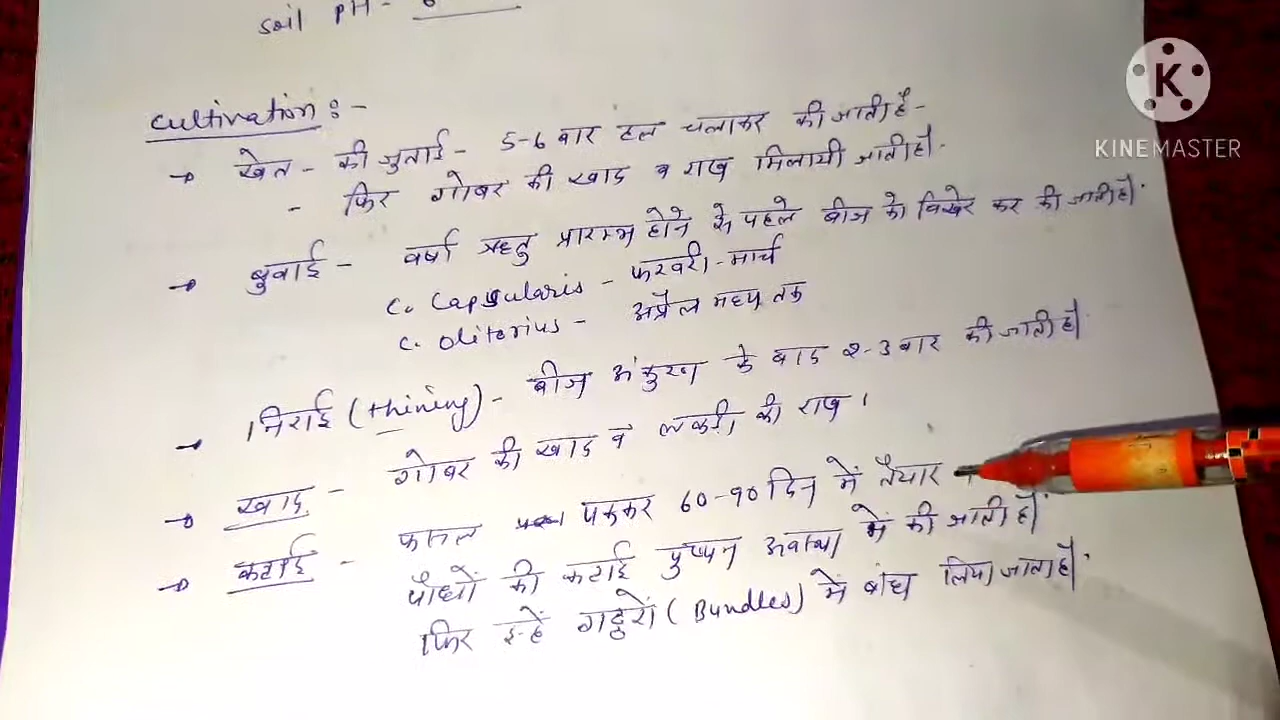 soil pH -
Cultivation :-
→ खेत - की जुताई - 5-6 बार हल चलाकर की जाती है -
- फिर गोबर की खाद व राख मिलायी जाती है।
→ बुवाई - वर्षा ऋतु प्रारम्भ होने से पहले बीज को बिखेर कर की जाती है।
C. Capsularis - फरवरी - मार्च
C. Olitorius - अप्रैल मध्य तक
→ निराई (thining) - बीज अंकुरण के बाद 2-3 बार की जाती है।
→ खाद - गोबर की खाद व लकड़ी की राख।
→ कटाई - फसल पककर 60-90 दिन में तैयार
पौधों की कटाई पुष्पन अवस्था में की जाती है।
फिर इन्हें गट्ठरों (Bundles) में बांध लिया जाता है।
KINEMASTER